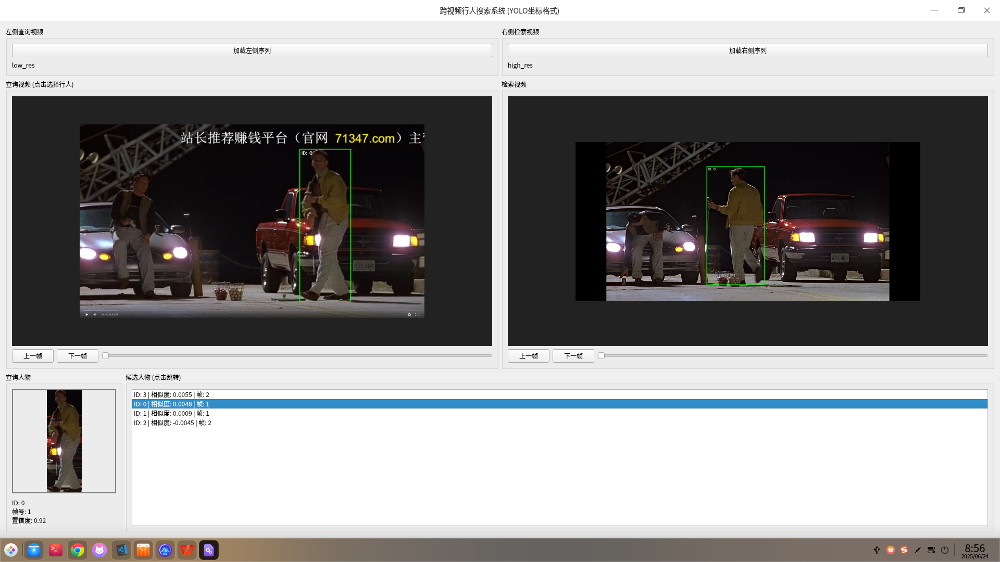 跨视频行人搜索系统 (YOLO坐标格式)
左侧查询视频
加载左侧序列
low_res
右侧检索视频
加载右侧序列
high_res
查询视频 (点击选择行人)
站长推荐赚钱平台（官网 71347.com）主
ID: 0
689.HNR
检索视频
ID: 0
689.HNR
上一帧
下一帧
上一帧
下一帧
查询人物
ID: 0
帧号: 1
置信度: 0.92
候选人物 (点击跳转)
ID: 3 | 相似度: 0.0055 | 帧: 2
ID: 0 | 相似度: 0.0048 | 帧: 1
ID: 1 | 相似度: 0.0009 | 帧: 1
ID: 2 | 相似度: -0.0045 | 帧: 2
8:56
2025/06/24